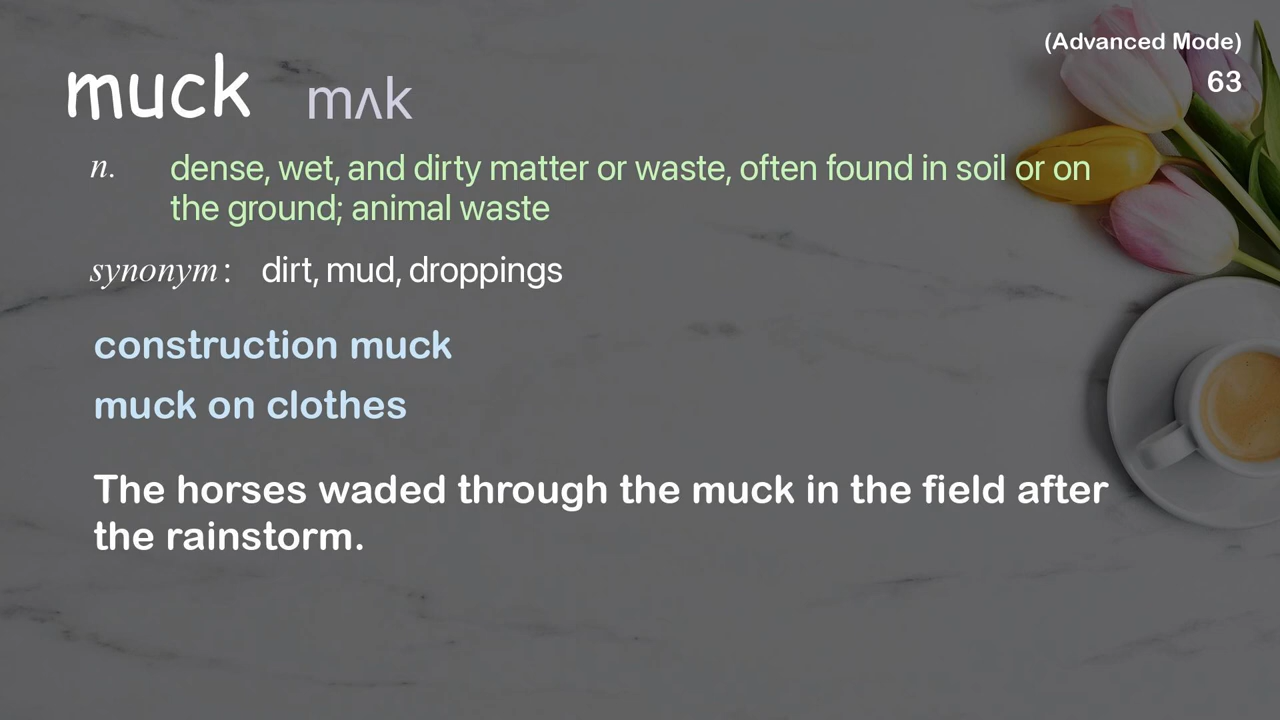 (Advanced Mode)
63
muck mʌk
n. dense, wet, and dirty matter or waste, often found in soil or on
the ground; animal waste
synonym: dirt, mud, droppings
construction muck
muck on clothes
The horses waded through the muck in the field after
the rainstorm.